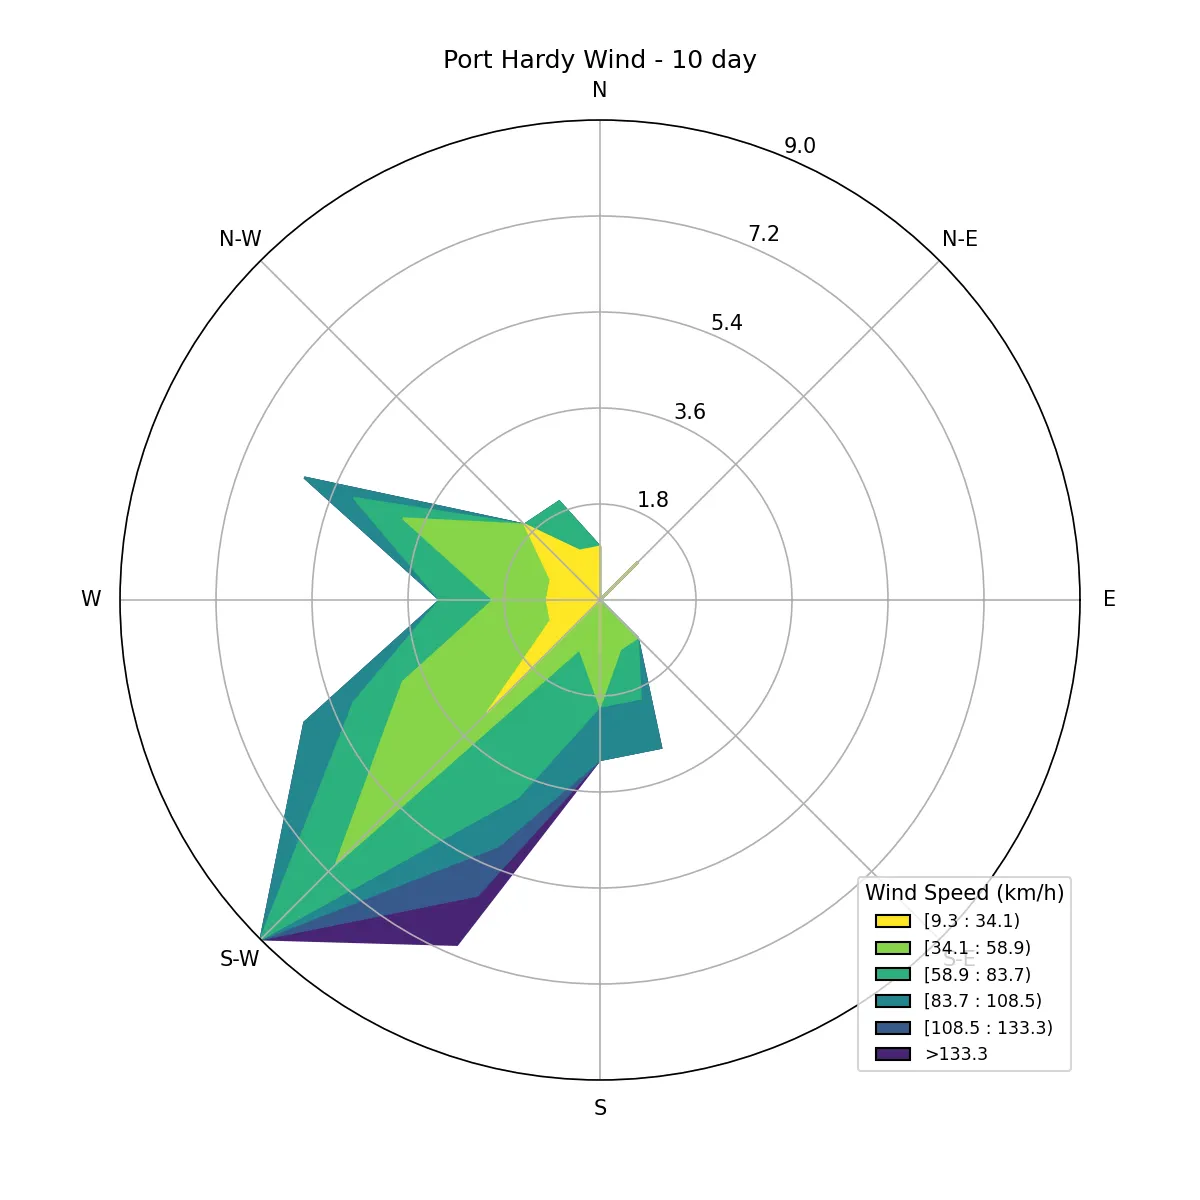 Port Hardy Wind - 10 day
N
9.0
N-W
N-E
7.2
5.4
3.6
1.8
W
E
Wind Speed (km/h)
[9.3 : 34.1)
[34.1 : 58.9)
S-W
S-E
[58.9 : 83.7)
[83.7 : 108.5)
[108.5 : 133.3)
>133.3
S